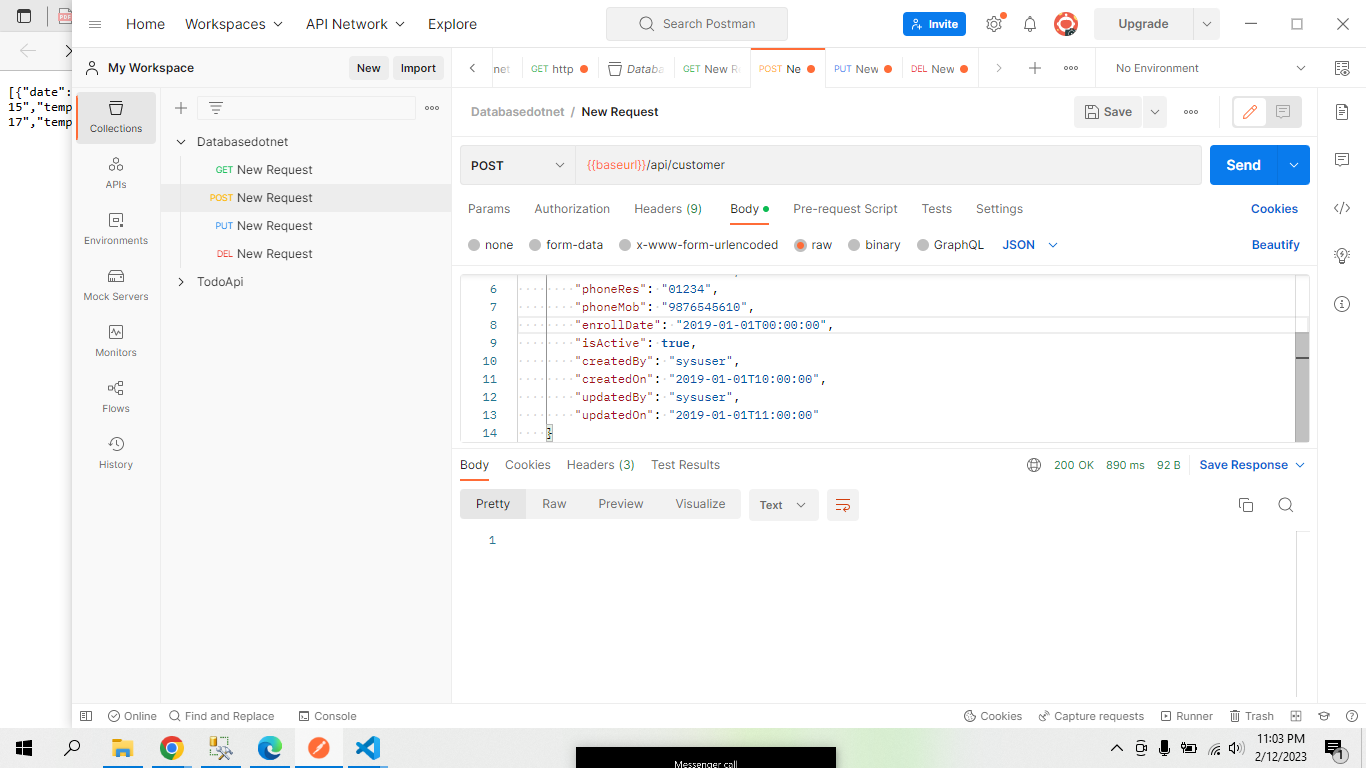 Home
Workspaces
API Network
Explore
Search Postman
Invite
Upgrade
[{"date":
15","temp
17","temp
My Workspace
New
Import
GET http
GET New R
POST Ne
PUT New
DEL New
No Environment
Collections
APIs
Environments
Mock Servers
Monitors
Flows
History
Databasedotnet
GET New Request
POST New Request
PUT New Request
DEL New Request
TodoApi
Databasedotnet / New Request
Save
POST
{{baseurl}}/api/customer
Send
Params
Authorization
Headers (9)
Body
Pre-request Script
Tests
Settings
Cookies
none
form-data
x-www-form-urlencoded
raw
binary
GraphQL
JSON
Beautify
6 "phoneRes": "01234",
7 "phoneMob": "9876545610",
8 "enrollDate": "2019-01-01T00:00:00",
9 "isActive": true,
10 "createdBy": "sysuser",
11 "createdOn": "2019-01-01T10:00:00",
12 "updatedBy": "sysuser",
13 "updatedOn": "2019-01-01T11:00:00"
14 }
Body
Cookies
Headers (3)
Test Results
200 OK
890 ms
92 B
Save Response
Pretty
Raw
Preview
Visualize
Text
1
Online
Find and Replace
Console
Cookies
Capture requests
Runner
Trash
Messenger call
11:03 PM
2/12/2023
1